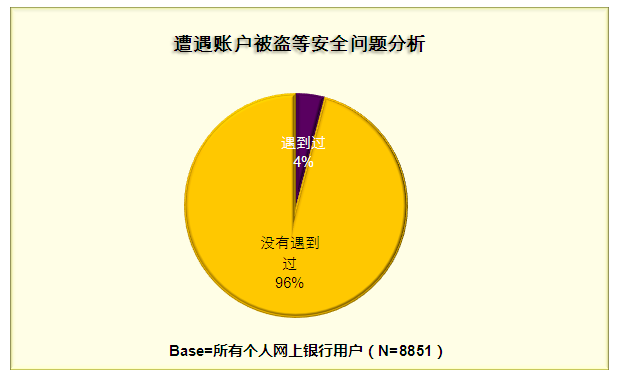 遭遇账户被盗等安全问题分析
遇到过
4%
没有遇到
过
96%
Base=所有个人网上银行用户（N=8851）